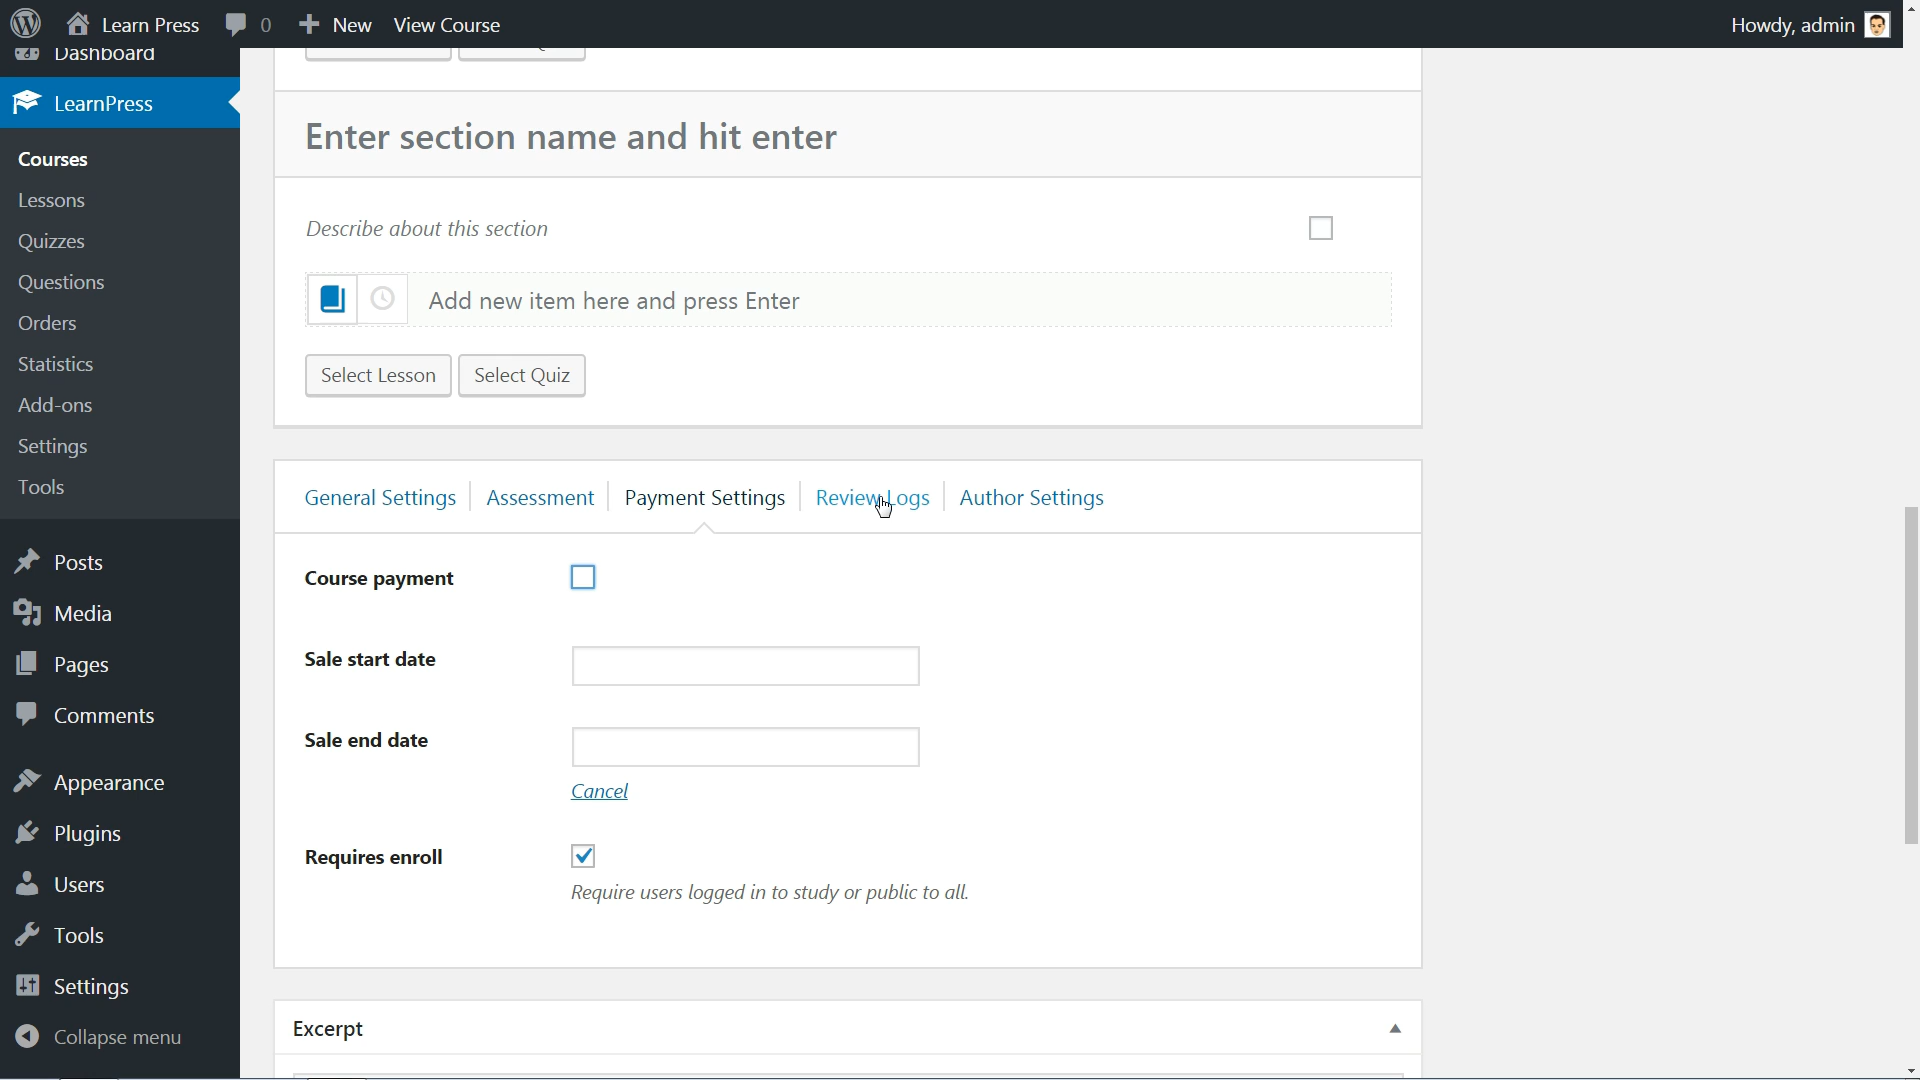 Learn Press 0 New View Course Howdy, admin
Dashboard
LearnPress
Courses
Lessons
Quizzes
Questions
Orders
Statistics
Add-ons
Settings
Tools
Posts
Media
Pages
Comments
Appearance
Plugins
Users
Tools
Settings
Collapse menu
Enter section name and hit enter
Describe about this section
Add new item here and press Enter
Select Lesson Select Quiz
General Settings Assessment Payment Settings Review Logs Author Settings
Course payment
Sale start date
Sale end date
Cancel
Requires enroll
Require users logged in to study or public to all.
Excerpt